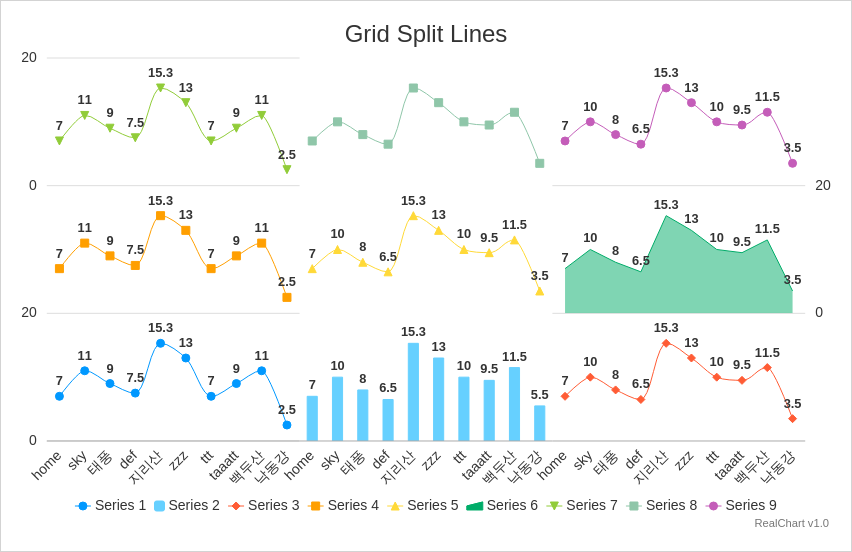 Grid Split Lines
20
7 11 9 7.5 15.3 13 7 9 11 2.5
7 10 8 6.5 15.3 13 10 9.5 11.5 3.5
0
20
7 11 9 7.5 15.3 13 7 9 11 2.5
7 10 8 6.5 15.3 13 10 9.5 11.5 3.5
7 10 8 6.5 15.3 13 10 9.5 11.5 3.5
20
0
7 11 9 7.5 15.3 13 7 9 11 2.5
7 10 8 6.5 15.3 13 10 9.5 11.5 5.5
7 10 8 6.5 15.3 13 10 9.5 11.5 3.5
0
home sky 태풍 def 지리산 zzz ttt taaatt 백두산 낙동강 home sky 태풍 def 지리산 zzz ttt taaatt 백두산 낙동강 home sky 태풍 def 지리산 zzz ttt taaatt 백두산 낙동강
Series 1 Series 2 Series 3 Series 4 Series 5 Series 6 Series 7 Series 8 Series 9
RealChart v1.0